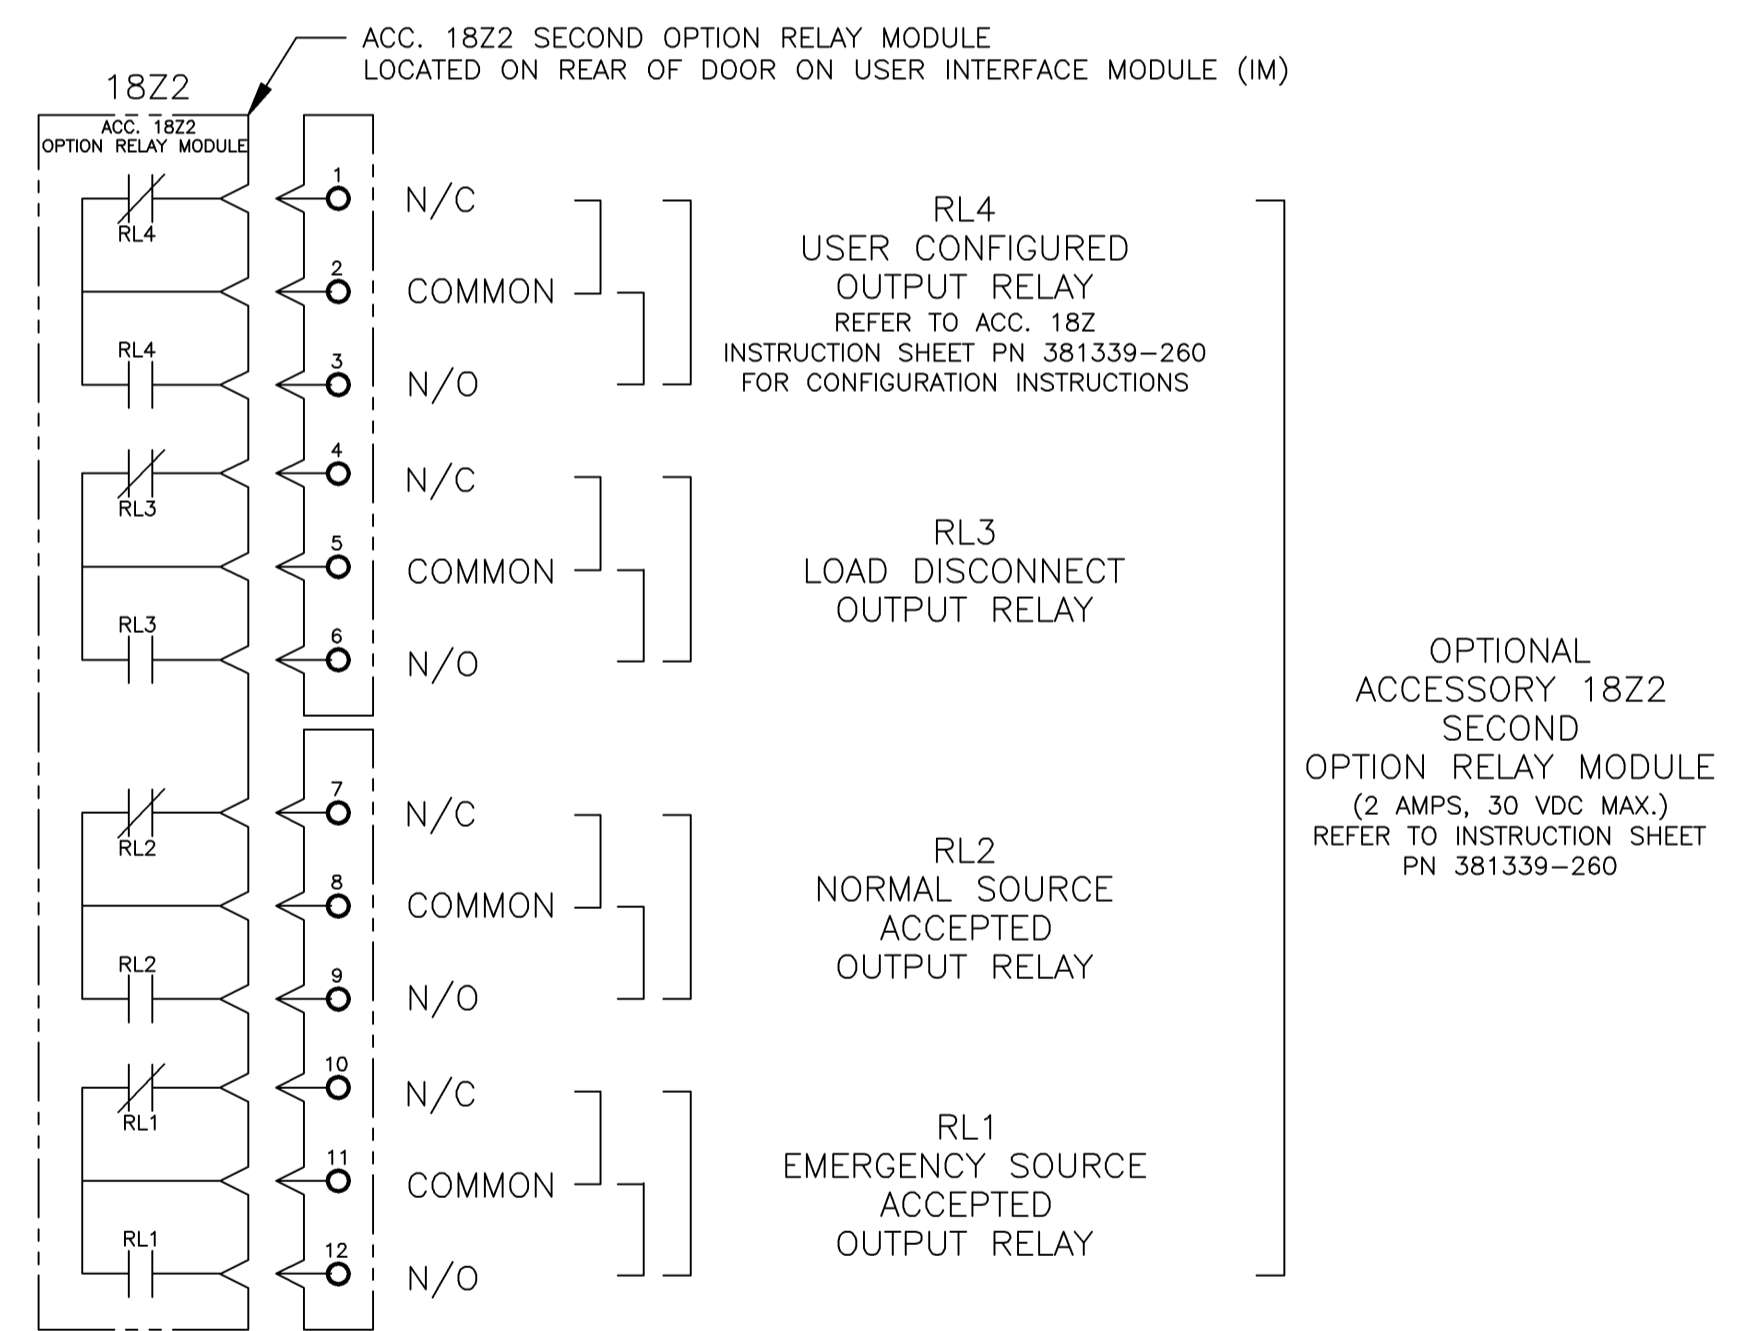 ACC. 18Z2 SECOND OPTION RELAY MODULE
LOCATED ON REAR OF DOOR ON USER INTERFACE MODULE (IM)
18Z2
ACC. 18Z2
OPTION RELAY MODULE
RL4
RL4
RL3
RL3
RL2
RL2
RL1
RL1
1 N/C
2 COMMON
3 N/O
4 N/C
5 COMMON
6 N/O
7 N/C
8 COMMON
9 N/O
10 N/C
11 COMMON
12 N/O
RL4
USER CONFIGURED
OUTPUT RELAY
REFER TO ACC. 18Z
INSTRUCTION SHEET PN 381339-260
FOR CONFIGURATION INSTRUCTIONS
RL3
LOAD DISCONNECT
OUTPUT RELAY
RL2
NORMAL SOURCE
ACCEPTED
OUTPUT RELAY
RL1
EMERGENCY SOURCE
ACCEPTED
OUTPUT RELAY
OPTIONAL
ACCESSORY 18Z2
SECOND
OPTION RELAY MODULE
(2 AMPS, 30 VDC MAX.)
REFER TO INSTRUCTION SHEET
PN 381339-260